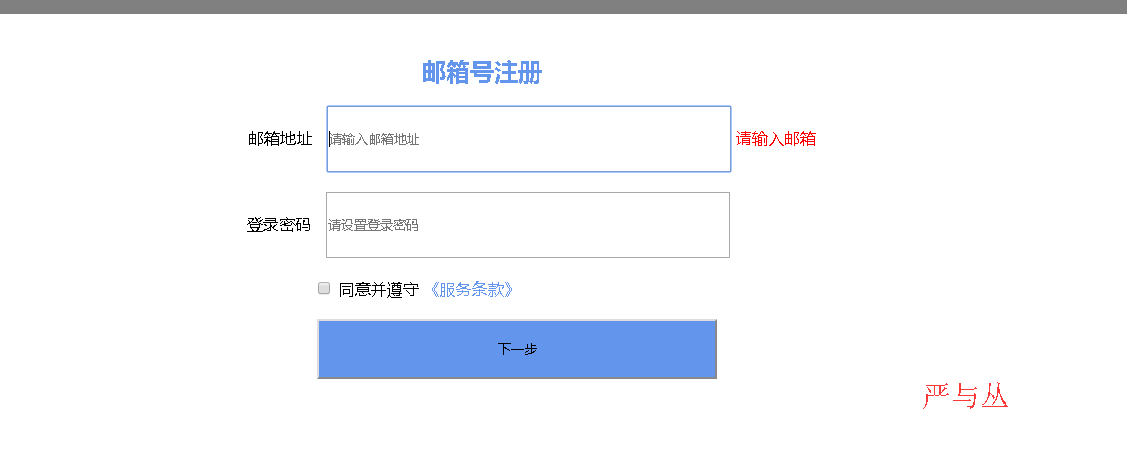 邮箱号注册
邮箱地址 请输入邮箱地址 请输入邮箱
登录密码 请设置登录密码
同意并遵守 《服务条款》
下一步
严与丛